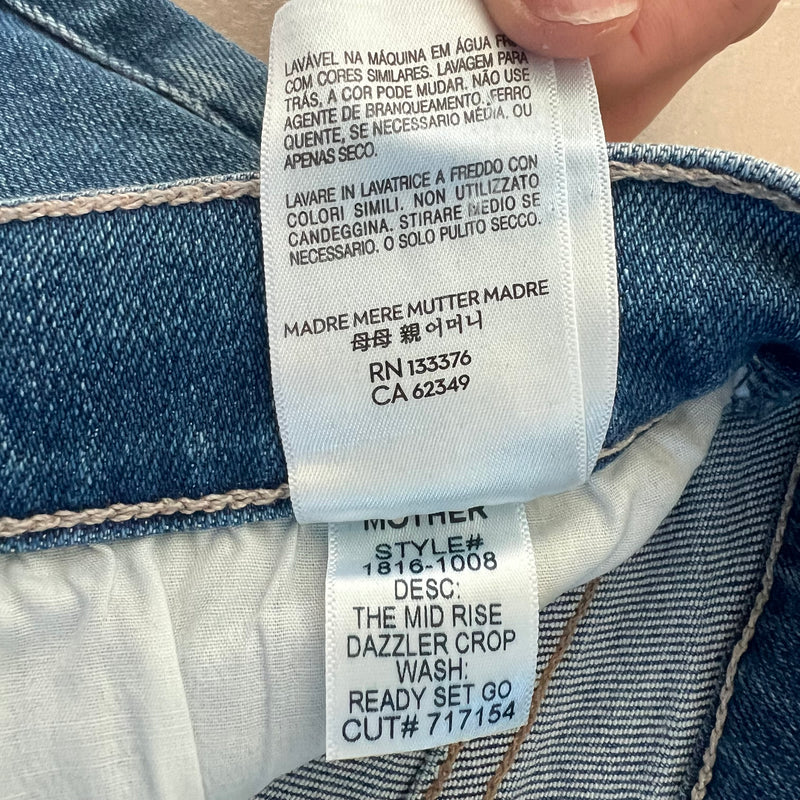 LAVÁVEL NA MÁQUINA EM ÁGUA
COM CORES SIMILARES. LAVAGEM PARA
TRÁS, A COR PODE MUDAR. NÃO USE
AGENTE DE BRANQUEAMENTO. FERRO
QUENTE, SE NECESSARIO MÉDIA. OU
APENAS SECO.
LAVARE IN LAVATRICE A FREDDO CON
COLORI SIMILI. NON UTILIZZATO
CANDEGGINA. STIRARE MEDIO SE
NECESSARIO. O SOLO PULITO SECCO.
MADRE MERE MUTTER MADRE
母母 親 어머니
RN 133376
CA 62349
MOTHER
STYLE#
1816-1008
DESC:
THE MID RISE
DAZZLER CROP
WASH:
READY SET GO
CUT# 717154